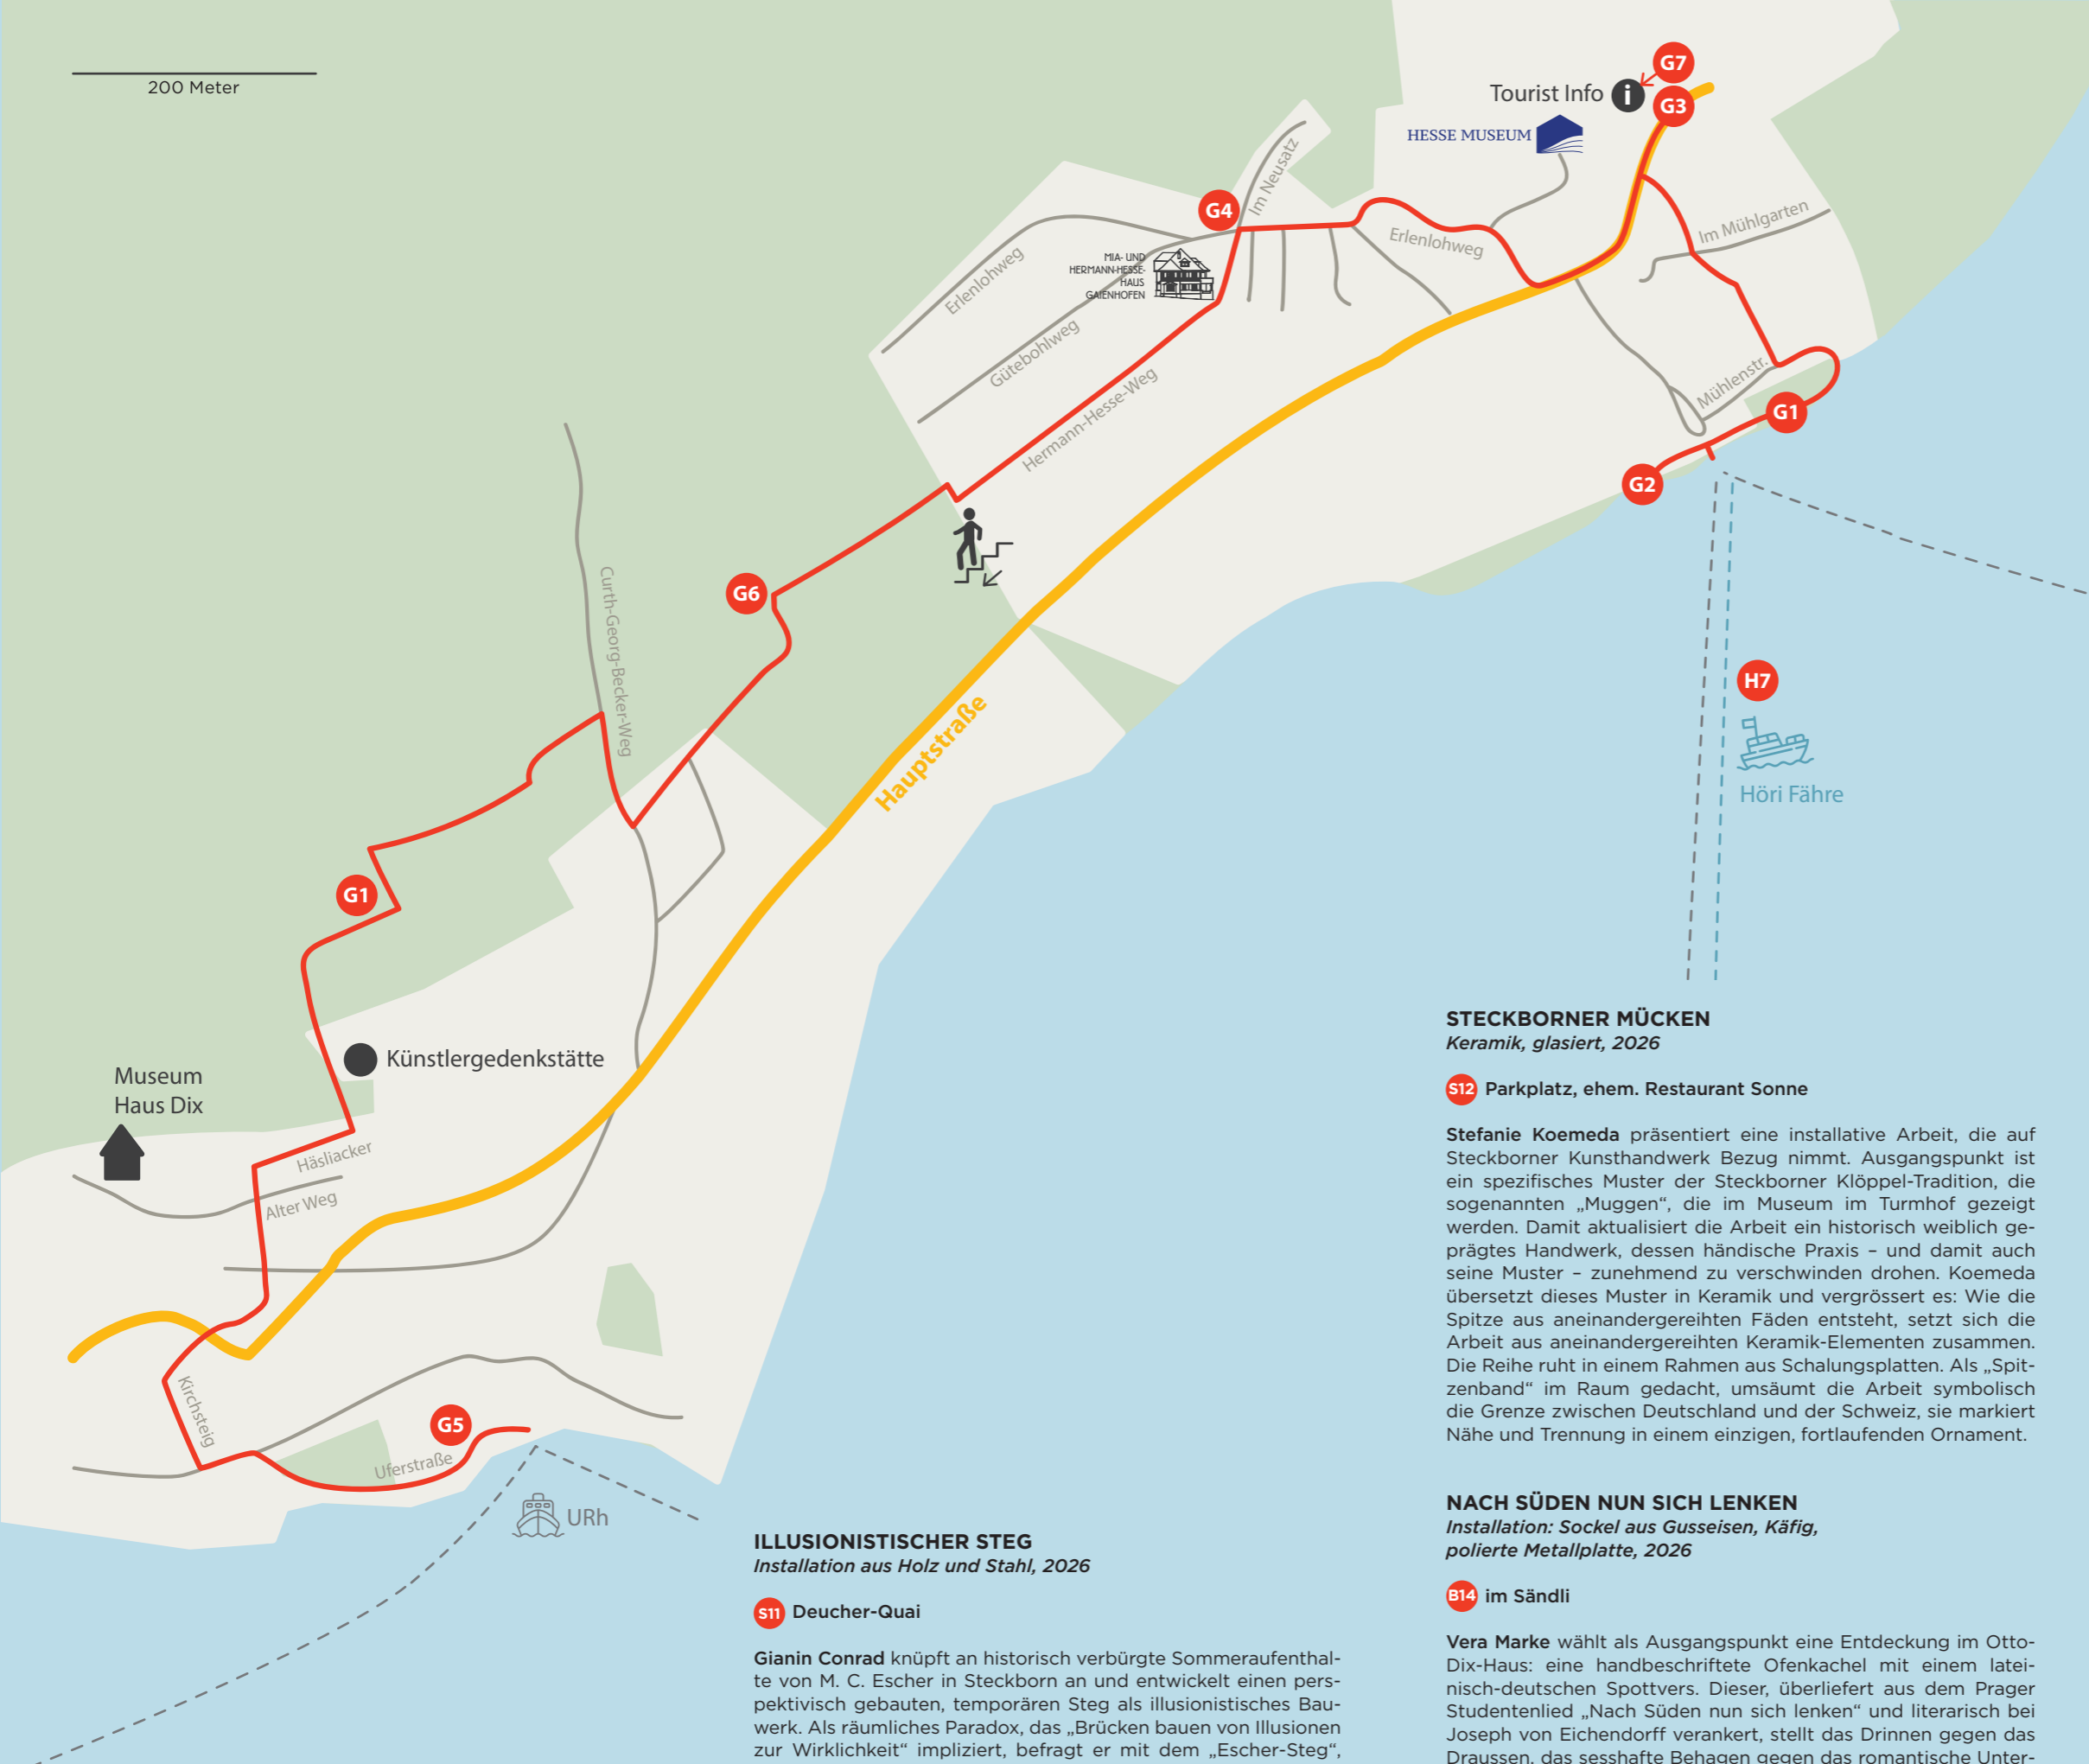 200 Meter
G7
Tourist Info
i
G3
HESSE MUSEUM
Im Neusatz
G4
Erlenlohweg
Im Mühlgarten
MIA- UND
HERMANN-HESSE-
HAUS
GAIENHOFEN
Erlenlohweg
Gütebohlweg
Hermann-Hesse-Weg
Mühlenstr.
G1
G2
Curth-Georg-Becker-Weg
G6
H7
Höri Fähre
Hauptstraße
G1
Künstlergedenkstätte
Museum
Haus Dix
Häsliacker
Alter Weg
Kirchsteig
G5
Uferstraße
URh
STECKBORNER MÜCKEN
Keramik, glasiert, 2026
S12 Parkplatz, ehem. Restaurant Sonne
Stefanie Koemeda präsentiert eine installative Arbeit, die auf
Steckborner Kunsthandwerk Bezug nimmt. Ausgangspunkt ist
ein spezifisches Muster der Steckborner Klöppel-Tradition, die
sogenannten „Muggen“, die im Museum im Turmhof gezeigt
werden. Damit aktualisiert die Arbeit ein historisch weiblich ge-
prägtes Handwerk, dessen händische Praxis – und damit auch
seine Muster – zunehmend zu verschwinden drohen. Koemeda
übersetzt dieses Muster in Keramik und vergrössert es: Wie die
Spitze aus aneinandergereihten Fäden entsteht, setzt sich die
Arbeit aus aneinandergereihten Keramik-Elementen zusammen.
Die Reihe ruht in einem Rahmen aus Schalungsplatten. Als „Spit-
zenband“ im Raum gedacht, umsäumt die Arbeit symbolisch
die Grenze zwischen Deutschland und der Schweiz, sie markiert
Nähe und Trennung in einem einzigen, fortlaufenden Ornament.
ILLUSIONISTISCHER STEG
Installation aus Holz und Stahl, 2026
S11 Deucher-Quai
Gianin Conrad knüpft an historisch verbürgte Sommeraufenthal-
te von M. C. Escher in Steckborn an und entwickelt einen pers-
pektivisch gebauten, temporären Steg als illusionistisches Bau-
werk. Als räumliches Paradox, das „Brücken bauen von Illusionen
zur Wirklichkeit“ impliziert, befragt er mit dem „Escher-Steg“,
NACH SÜDEN NUN SICH LENKEN
Installation: Sockel aus Gusseisen, Käfig,
polierte Metallplatte, 2026
B14 im Sändli
Vera Marke wählt als Ausgangspunkt eine Entdeckung im Otto-
Dix-Haus: eine handbeschriftete Ofenkachel mit einem latei-
nisch-deutschen Spottvers. Dieser, überliefert aus dem Prager
Studentenlied „Nach Süden nun sich lenken“ und literarisch bei
Joseph von Eichendorff verankert, stellt das Drinnen gegen das
Draussen, das sesshafte Behagen gegen das romantische Unter-